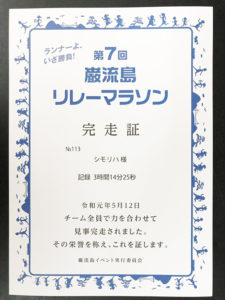 ランナーよ、
いざ勝負!
第7回
巌流島
リレーマラソン
完走証
№113
シモリハ 様
記録 3時間14分25秒
令和元年5月12日
チーム全員で力を合わせて
見事完走されました。
その栄誉を称え、これを証します。
巌流島イベント実行委員会